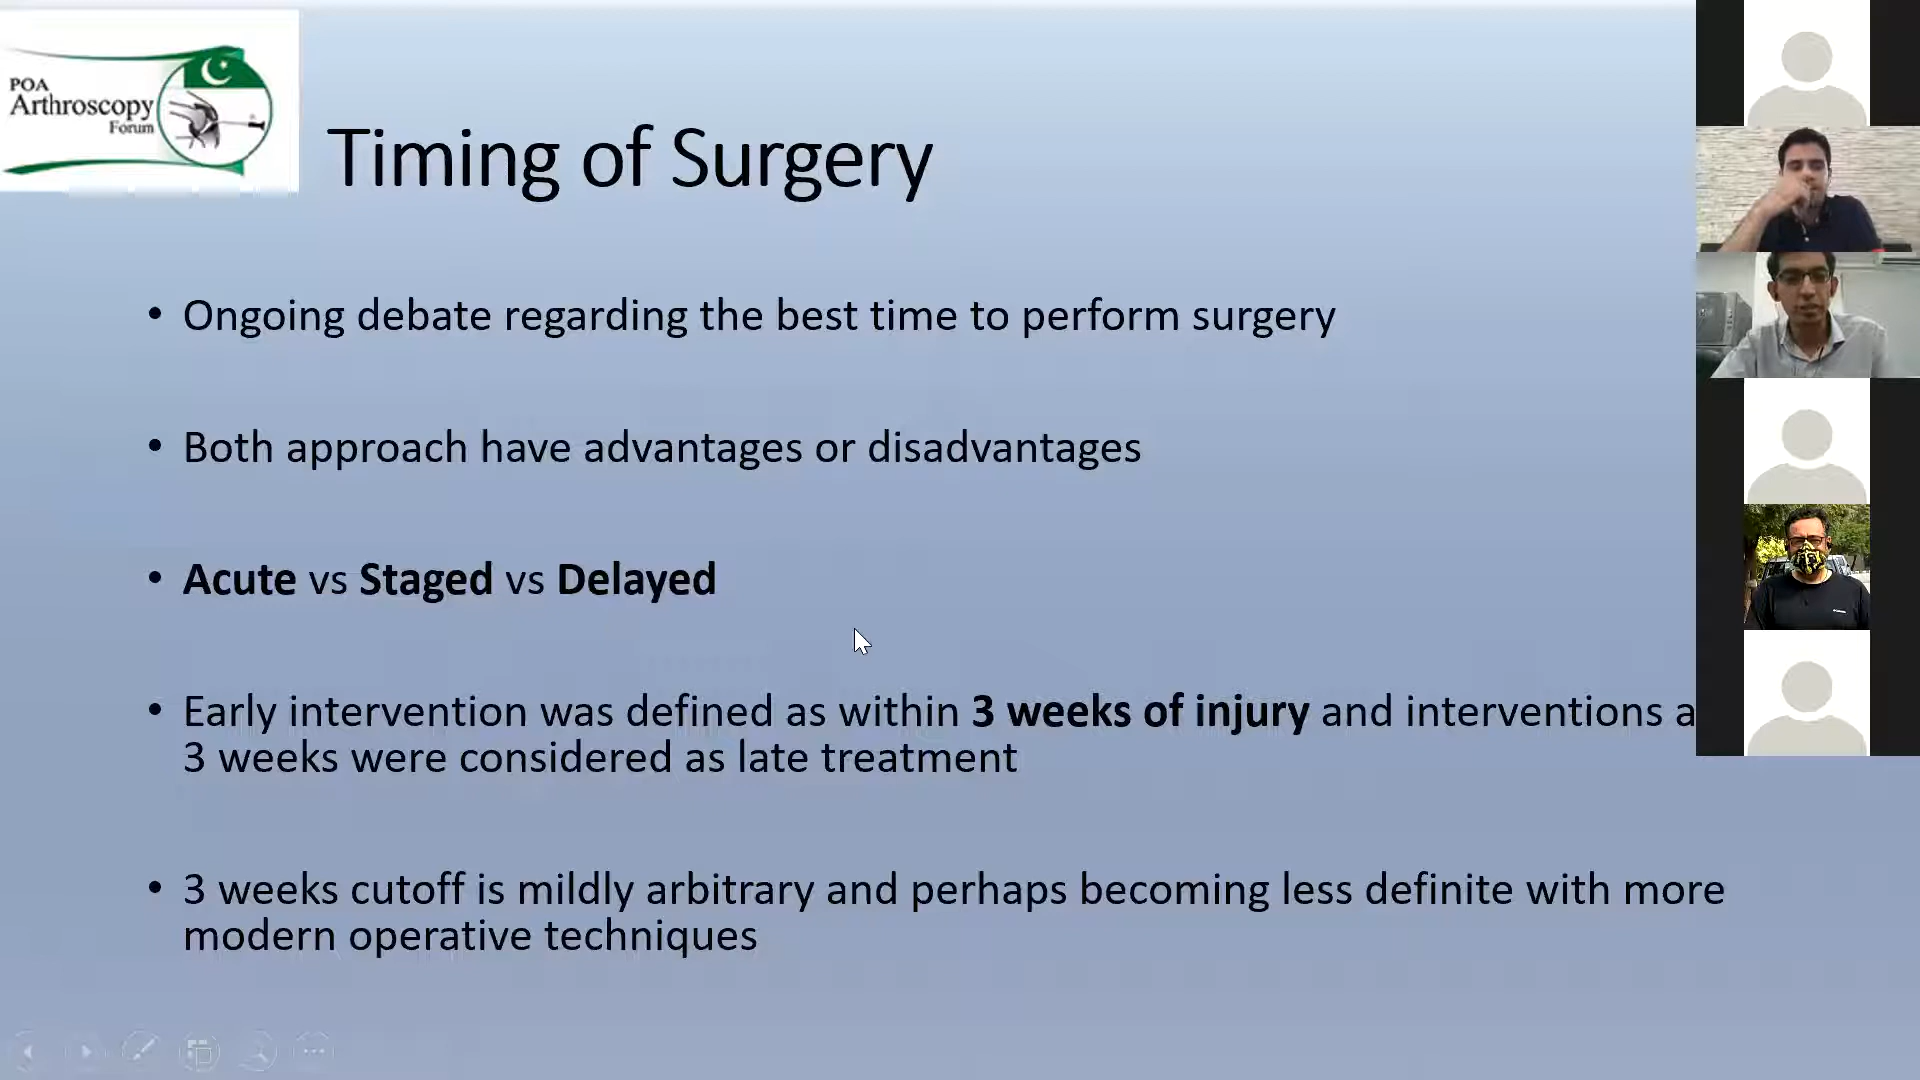 POA
Arthroscopy
Forum
Timing of Surgery
• Ongoing debate regarding the best time to perform surgery
• Both approach have advantages or disadvantages
• Acute vs Staged vs Delayed
• Early intervention was defined as within 3 weeks of injury and interventions a
3 weeks were considered as late treatment
• 3 weeks cutoff is mildly arbitrary and perhaps becoming less definite with more
modern operative techniques